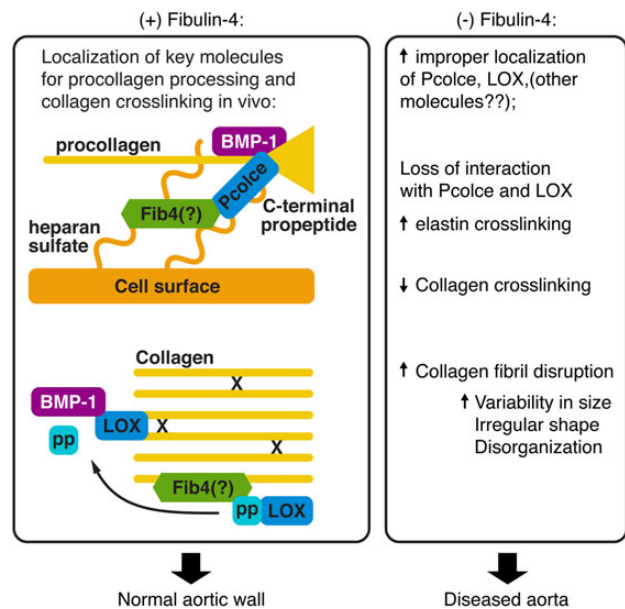 (+) Fibulin-4:
Localization of key molecules
for procollagen processing and
collagen crosslinking in vivo:
BMP-1
procollagen
Pcolce
Fib4(?)
C-terminal
propeptide
heparan
sulfate
Cell surface
Collagen
X
BMP-1
LOX
X
pp
X
Fib4(?)
pp
LOX
Normal aortic wall
(-) Fibulin-4:
↑ improper localization
of Pcolce, LOX,(other
molecules??);
Loss of interaction
with Pcolce and LOX
↑ elastin crosslinking
↓ Collagen crosslinking
↑ Collagen fibril disruption
↑ Variability in size
Irregular shape
Disorganization
Diseased aorta